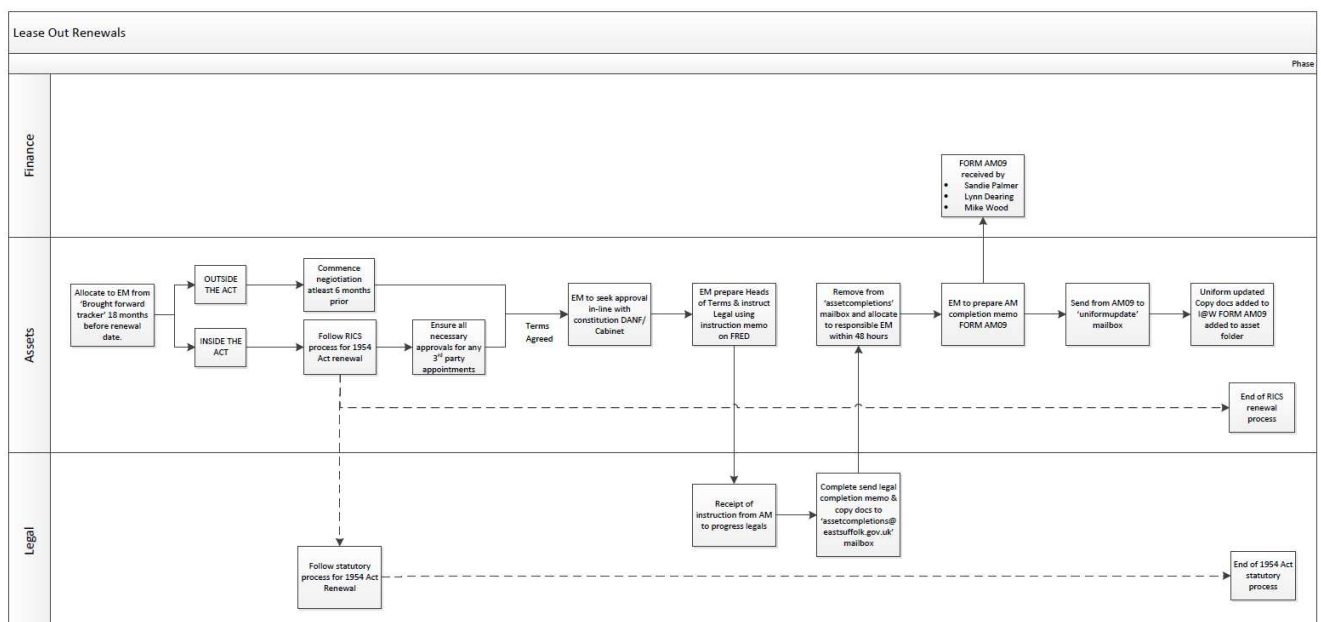 Lease Out Renewals
Phase
Finance
FORM AM09
received by
• Sandie Palmer
• Lynn Dearing
• Mike Wood
Assets
Allocate to EM from
‘Brought forward
tracker’ 18 months
before renewal
date.
OUTSIDE
THE ACT
INSIDE THE
ACT
Commence
negiotiation
atleast 6 months
prior
Follow RICS
process for 1954
Act renewal
Ensure all
necessary
approvals for any
3rd party
appointments
Terms
Agreed
EM to seek approval
in-line with
constitution DANF/
Cabinet
EM prepare Heads
of Terms & instruct
Legal using
instruction memo
on FRED
Remove from
‘assetcompletions’
mailbox and allocate
to responsible EM
within 48 hours
EM to prepare AM
completion memo
FORM AM09
Send from AM09 to
‘uniformupdate’
mailbox
Uniform updated
Copy docs added to
I@W FORM AM09
added to asset
folder
End of RICS
renewal
process
Legal
Receipt of
instruction from AM
to progress legals
Complete send legal
completion memo &
copy docs to
‘assetcompletions@
eastsuffolk.gov.uk’
mailbox
Follow statutory
process for 1954 Act
Renewal
End of 1954 Act
statutory
process